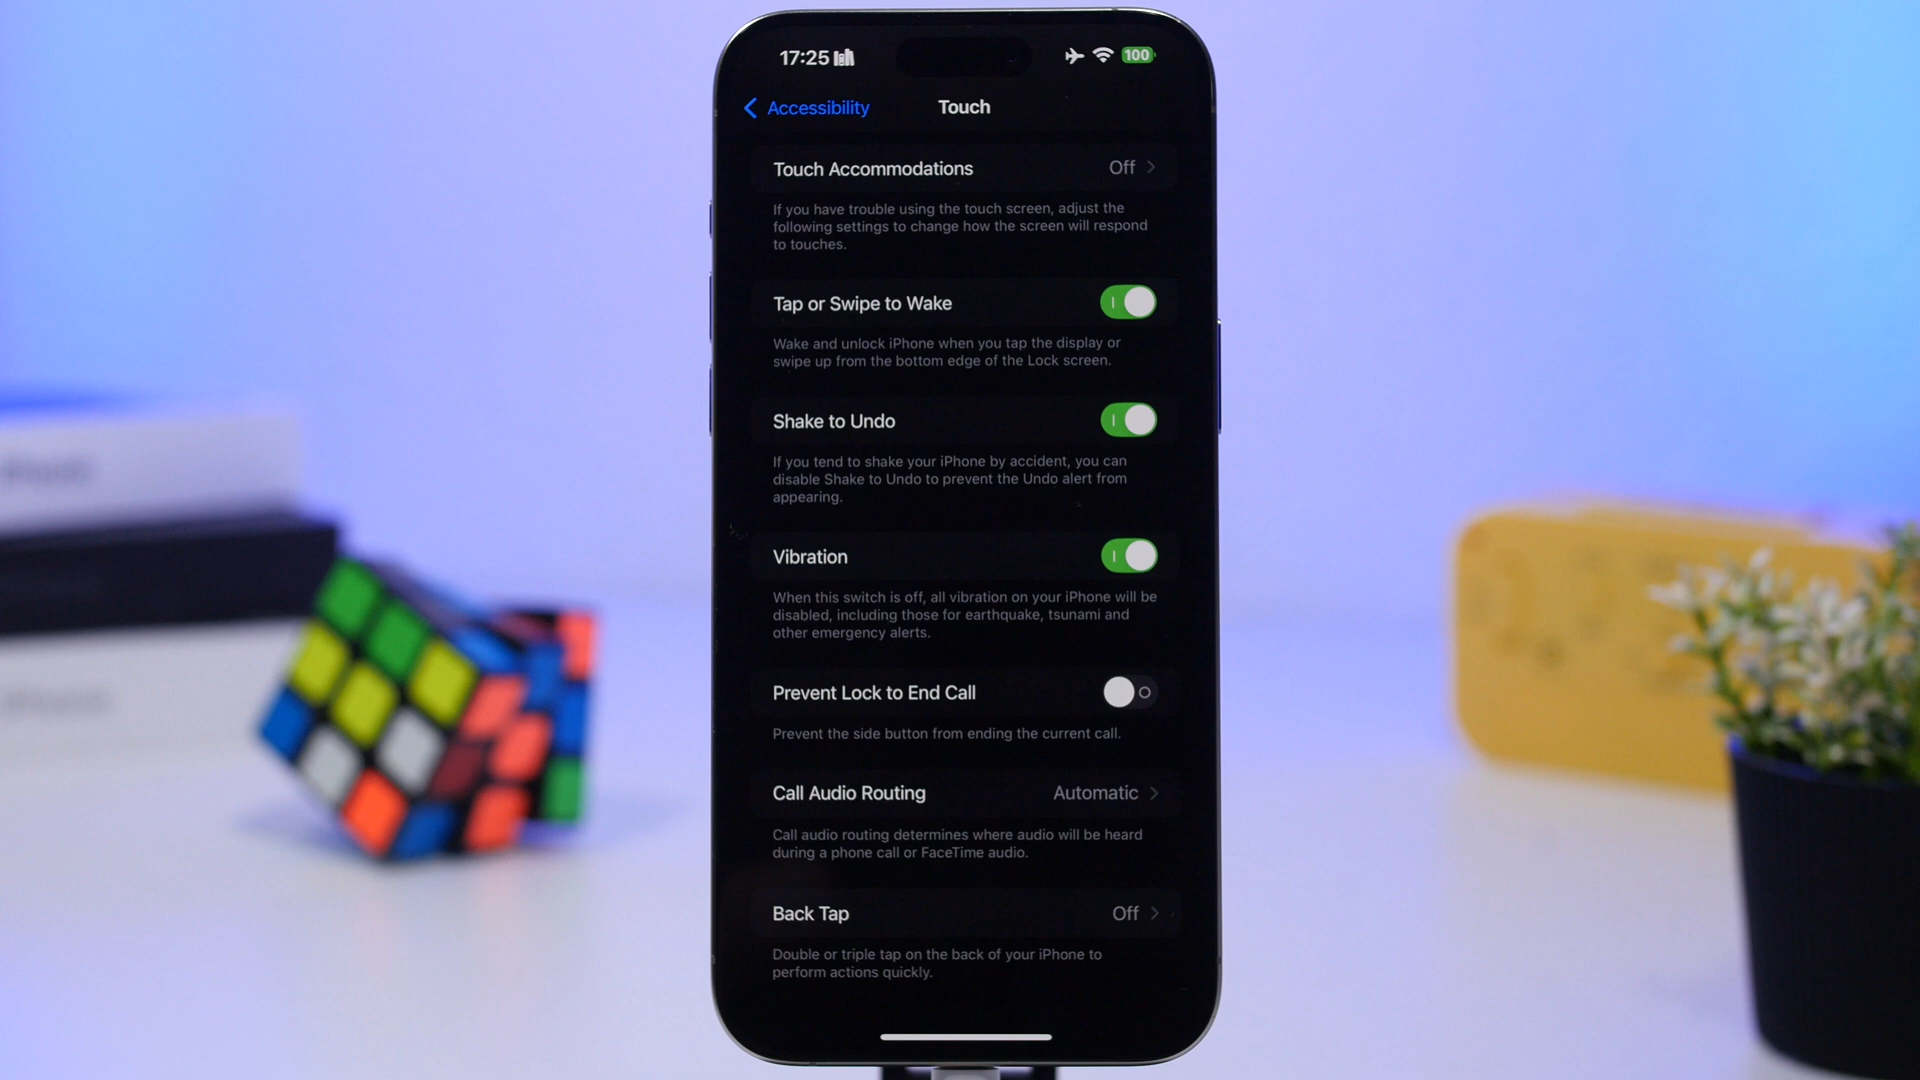 17:25
100
Accessibility
Touch
Touch Accommodations
Off
If you have trouble using the touch screen, adjust the
following settings to change how the screen will respond
to touches.
Tap or Swipe to Wake
Wake and unlock iPhone when you tap the display or
swipe up from the bottom edge of the Lock screen.
Shake to Undo
If you tend to shake your iPhone by accident, you can
disable Shake to Undo to prevent the Undo alert from
appearing.
Vibration
When this switch is off, all vibration on your iPhone will be
disabled, including those for earthquake, tsunami and
other emergency alerts.
Prevent Lock to End Call
Prevent the side button from ending the current call.
Call Audio Routing
Automatic
Call audio routing determines where audio will be heard
during a phone call or FaceTime audio.
Back Tap
Off
Double or triple tap on the back of your iPhone to
perform actions quickly.